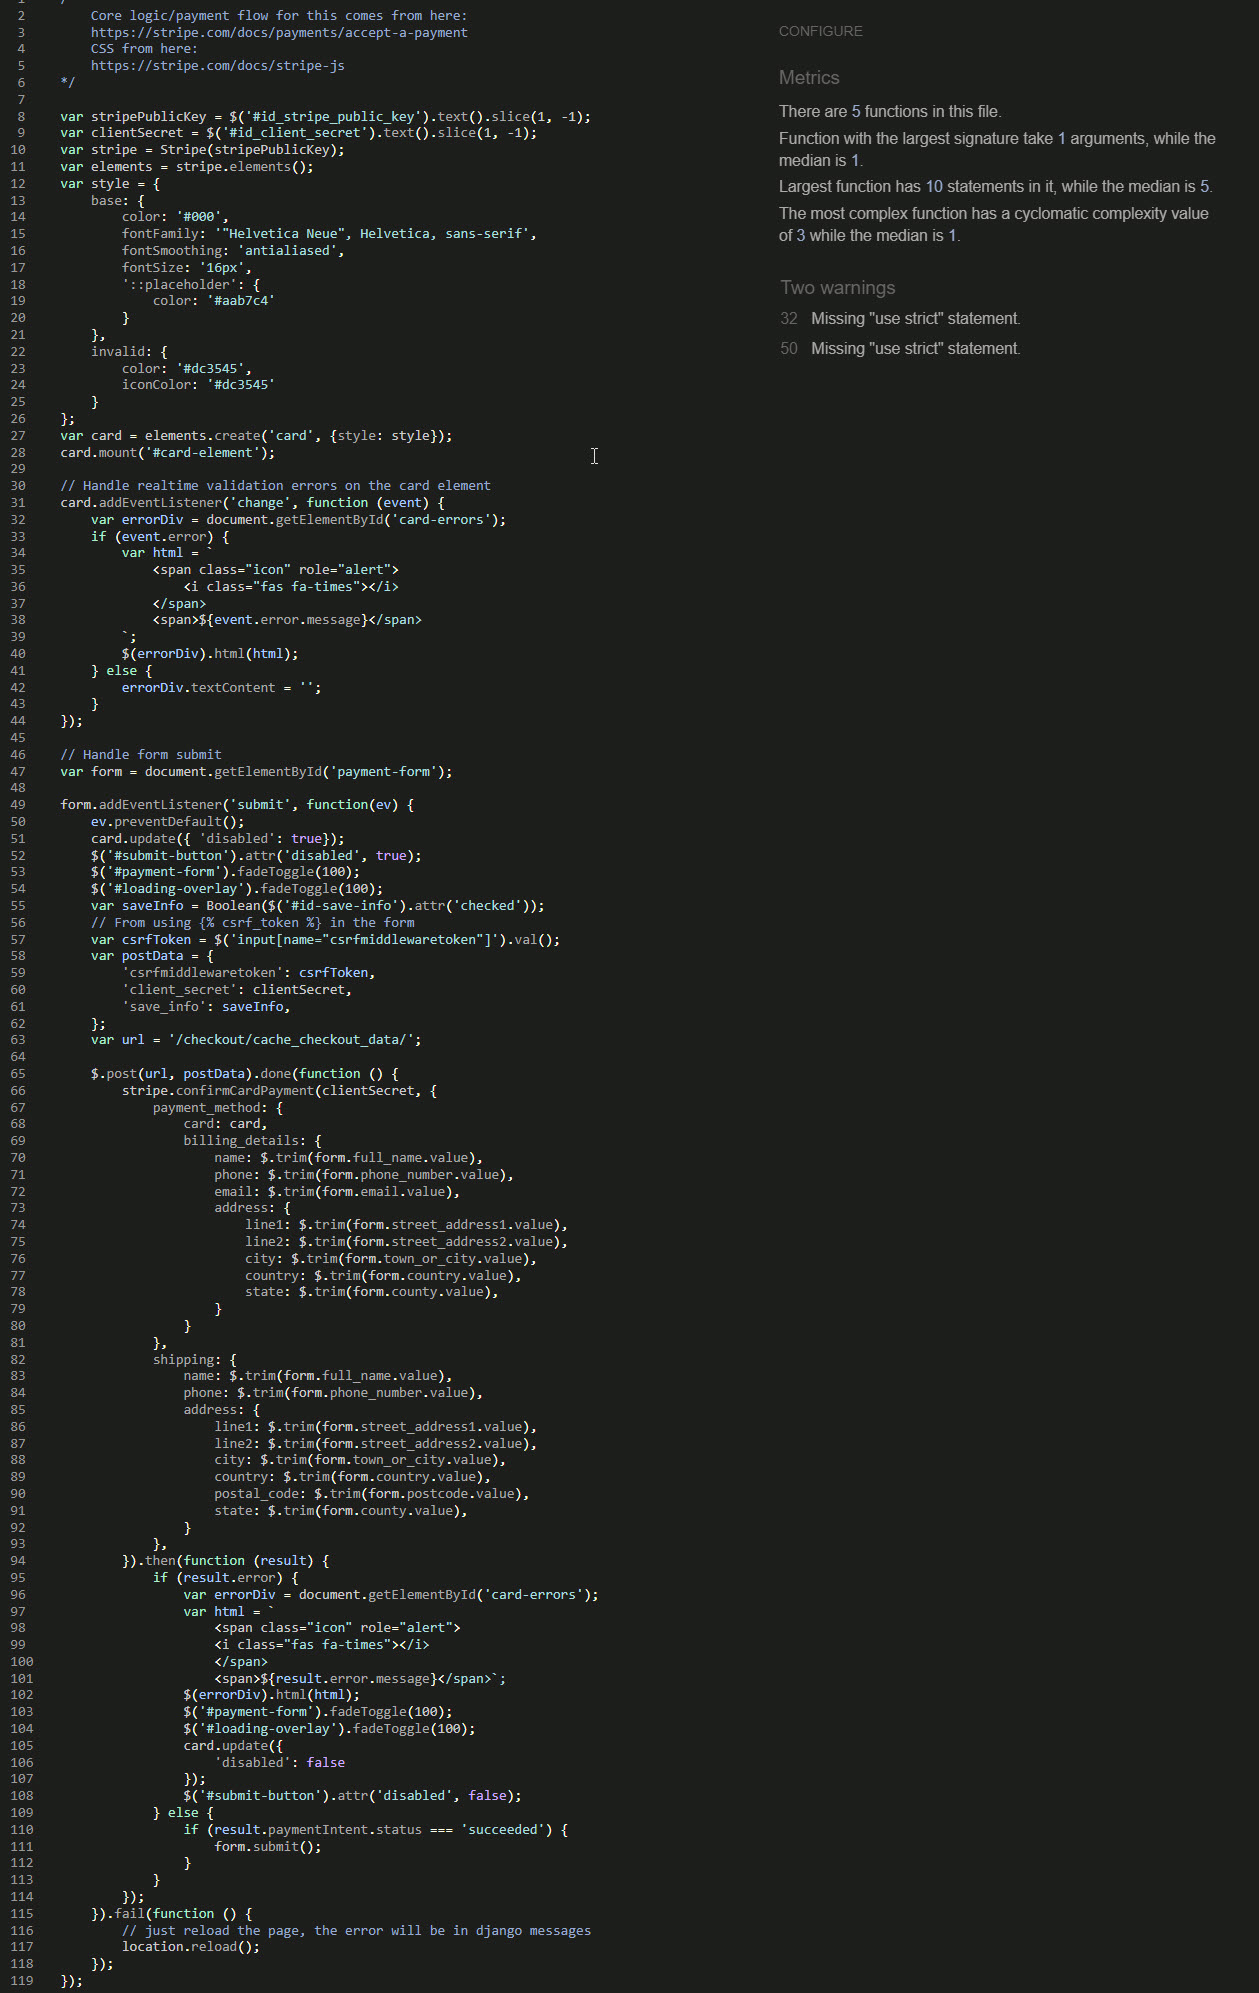 1 /
2 Core logic/payment flow for this comes from here:
3 https://stripe.com/docs/payments/accept-a-payment
4 CSS from here:
5 https://stripe.com/docs/stripe-js
6 */
7
8 var stripePublicKey = $('#id_stripe_public_key').text().slice(1, -1);
9 var clientSecret = $('#id_client_secret').text().slice(1, -1);
10 var stripe = Stripe(stripePublicKey);
11 var elements = stripe.elements();
12 var style = {
13     base: {
14         color: '#000',
15         fontFamily: '"Helvetica Neue", Helvetica, sans-serif',
16         fontSmoothing: 'antialiased',
17         fontSize: '16px',
18         '::placeholder': {
19             color: '#aab7c4'
20         }
21     },
22     invalid: {
23         color: '#dc3545',
24         iconColor: '#dc3545'
25     }
26 };
27 var card = elements.create('card', {style: style});
28 card.mount('#card-element');
29
30 // Handle realtime validation errors on the card element
31 card.addEventListener('change', function (event) {
32     var errorDiv = document.getElementById('card-errors');
33     if (event.error) {
34         var html = `
35             <span class="icon" role="alert">
36                 <i class="fas fa-times"></i>
37             </span>
38             <span>${event.error.message}</span>
39         `;
40         $(errorDiv).html(html);
41     } else {
42         errorDiv.textContent = '';
43     }
44 });
45
46 // Handle form submit
47 var form = document.getElementById('payment-form');
48
49 form.addEventListener('submit', function(ev) {
50     ev.preventDefault();
51     card.update({ 'disabled': true});
52     $('#submit-button').attr('disabled', true);
53     $('#payment-form').fadeToggle(100);
54     $('#loading-overlay').fadeToggle(100);
55     var saveInfo = Boolean($('#id-save-info').attr('checked'));
56     // From using {% csrf_token %} in the form
57     var csrfToken = $('input[name="csrfmiddlewaretoken"]').val();
58     var postData = {
59         'csrfmiddlewaretoken': csrfToken,
60         'client_secret': clientSecret,
61         'save_info': saveInfo,
62     };
63     var url = '/checkout/cache_checkout_data/';
64
65     $.post(url, postData).done(function () {
66         stripe.confirmCardPayment(clientSecret, {
67             payment_method: {
68                 card: card,
69                 billing_details: {
70                     name: $.trim(form.full_name.value),
71                     phone: $.trim(form.phone_number.value),
72                     email: $.trim(form.email.value),
73                     address: {
74                         line1: $.trim(form.street_address1.value),
75                         line2: $.trim(form.street_address2.value),
76                         city: $.trim(form.town_or_city.value),
77                         country: $.trim(form.country.value),
78                         state: $.trim(form.county.value),
79                     }
80                 }
81             },
82             shipping: {
83                 name: $.trim(form.full_name.value),
84                 phone: $.trim(form.phone_number.value),
85                 address: {
86                     line1: $.trim(form.street_address1.value),
87                     line2: $.trim(form.street_address2.value),
88                     city: $.trim(form.town_or_city.value),
89                     country: $.trim(form.country.value),
90                     postal_code: $.trim(form.postcode.value),
91                     state: $.trim(form.county.value),
92                 }
93             },
94         }).then(function (result) {
95             if (result.error) {
96                 var errorDiv = document.getElementById('card-errors');
97                 var html = `
98                     <span class="icon" role="alert">
99                     <i class="fas fa-times"></i>
100                     </span>
101                     <span>${result.error.message}</span>`;
102                 $(errorDiv).html(html);
103                 $('#payment-form').fadeToggle(100);
104                 $('#loading-overlay').fadeToggle(100);
105                 card.update({
106                     'disabled': false
107                 });
108                 $('#submit-button').attr('disabled', false);
109             } else {
110                 if (result.paymentIntent.status === 'succeeded') {
111                     form.submit();
112                 }
113             }
114         });
115     }).fail(function () {
116         // just reload the page, the error will be in django messages
117         location.reload();
118     });
119 });
CONFIGURE
Metrics
There are 5 functions in this file.
Function with the largest signature take 1 arguments, while the
median is 1.
Largest function has 10 statements in it, while the median is 5.
The most complex function has a cyclomatic complexity value
of 3 while the median is 1.
Two warnings
32 Missing "use strict" statement.
50 Missing "use strict" statement.